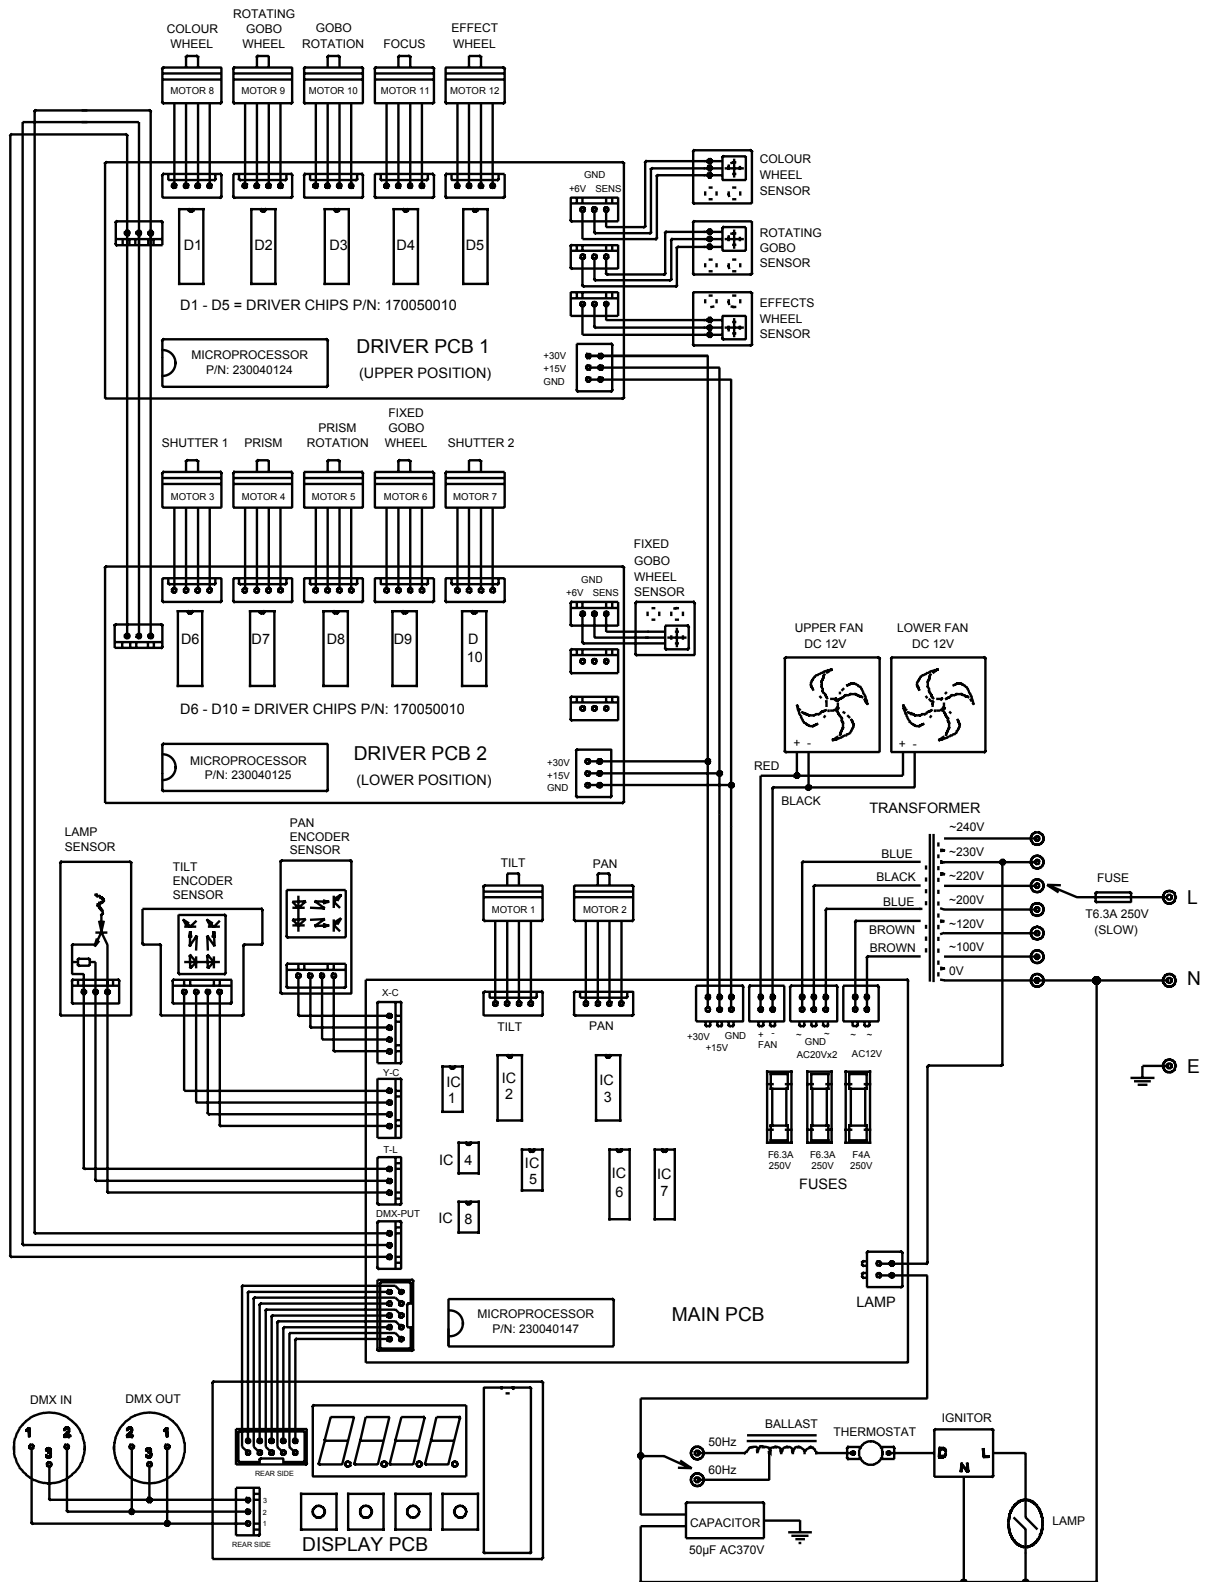 COLOUR
WHEEL
ROTATING
GOBO
WHEEL
GOBO
ROTATION
FOCUS
EFFECT
WHEEL
MOTOR 8
MOTOR 9
MOTOR 10
MOTOR 11
MOTOR 12
GND
+6V SENS
COLOUR
WHEEL
SENSOR
ROTATING
GOBO
SENSOR
EFFECTS
WHEEL
SENSOR
D1
D2
D3
D4
D5
D1 - D5 = DRIVER CHIPS P/N: 170050010
MICROPROCESSOR
P/N: 230040124
DRIVER PCB 1
(UPPER POSITION)
+30V
+15V
GND
SHUTTER 1
PRISM
PRISM
ROTATION
FIXED
GOBO
WHEEL
SHUTTER 2
MOTOR 3
MOTOR 4
MOTOR 5
MOTOR 6
MOTOR 7
GND
+6V SENS
FIXED
GOBO
WHEEL
SENSOR
D6
D7
D8
D9
D
10
D6 - D10 = DRIVER CHIPS P/N: 170050010
MICROPROCESSOR
P/N: 230040125
DRIVER PCB 2
(LOWER POSITION)
+30V
+15V
GND
UPPER FAN
DC 12V
LOWER FAN
DC 12V
+ -
+ -
RED
BLACK
TRANSFORMER
~240V
~230V
~220V
~200V
~120V
~100V
0V
BLUE
BLACK
BLUE
BROWN
BROWN
FUSE
T6.3A 250V
(SLOW)
L
N
E
LAMP
SENSOR
TILT
ENCODER
SENSOR
PAN
ENCODER
SENSOR
TILT
PAN
MOTOR 1
MOTOR 2
TILT
PAN
X-C
Y-C
T-L
DMX-PUT
+30V
+15V
GND
+ -
FAN
~ ~
GND
AC20Vx2
~ ~
AC12V
IC
1
IC
2
IC
3
IC 4
IC
5
IC
6
IC
7
IC 8
F6.3A
250V
F6.3A
250V
F4A
250V
FUSES
LAMP
MICROPROCESSOR
P/N: 230040147
MAIN PCB
DMX IN
1 2
3
DMX OUT
2 1
3
REAR SIDE
3
2
1
REAR SIDE
DISPLAY PCB
50Hz
60Hz
BALLAST
THERMOSTAT
IGNITOR
D L
N
CAPACITOR
50µF AC370V
LAMP